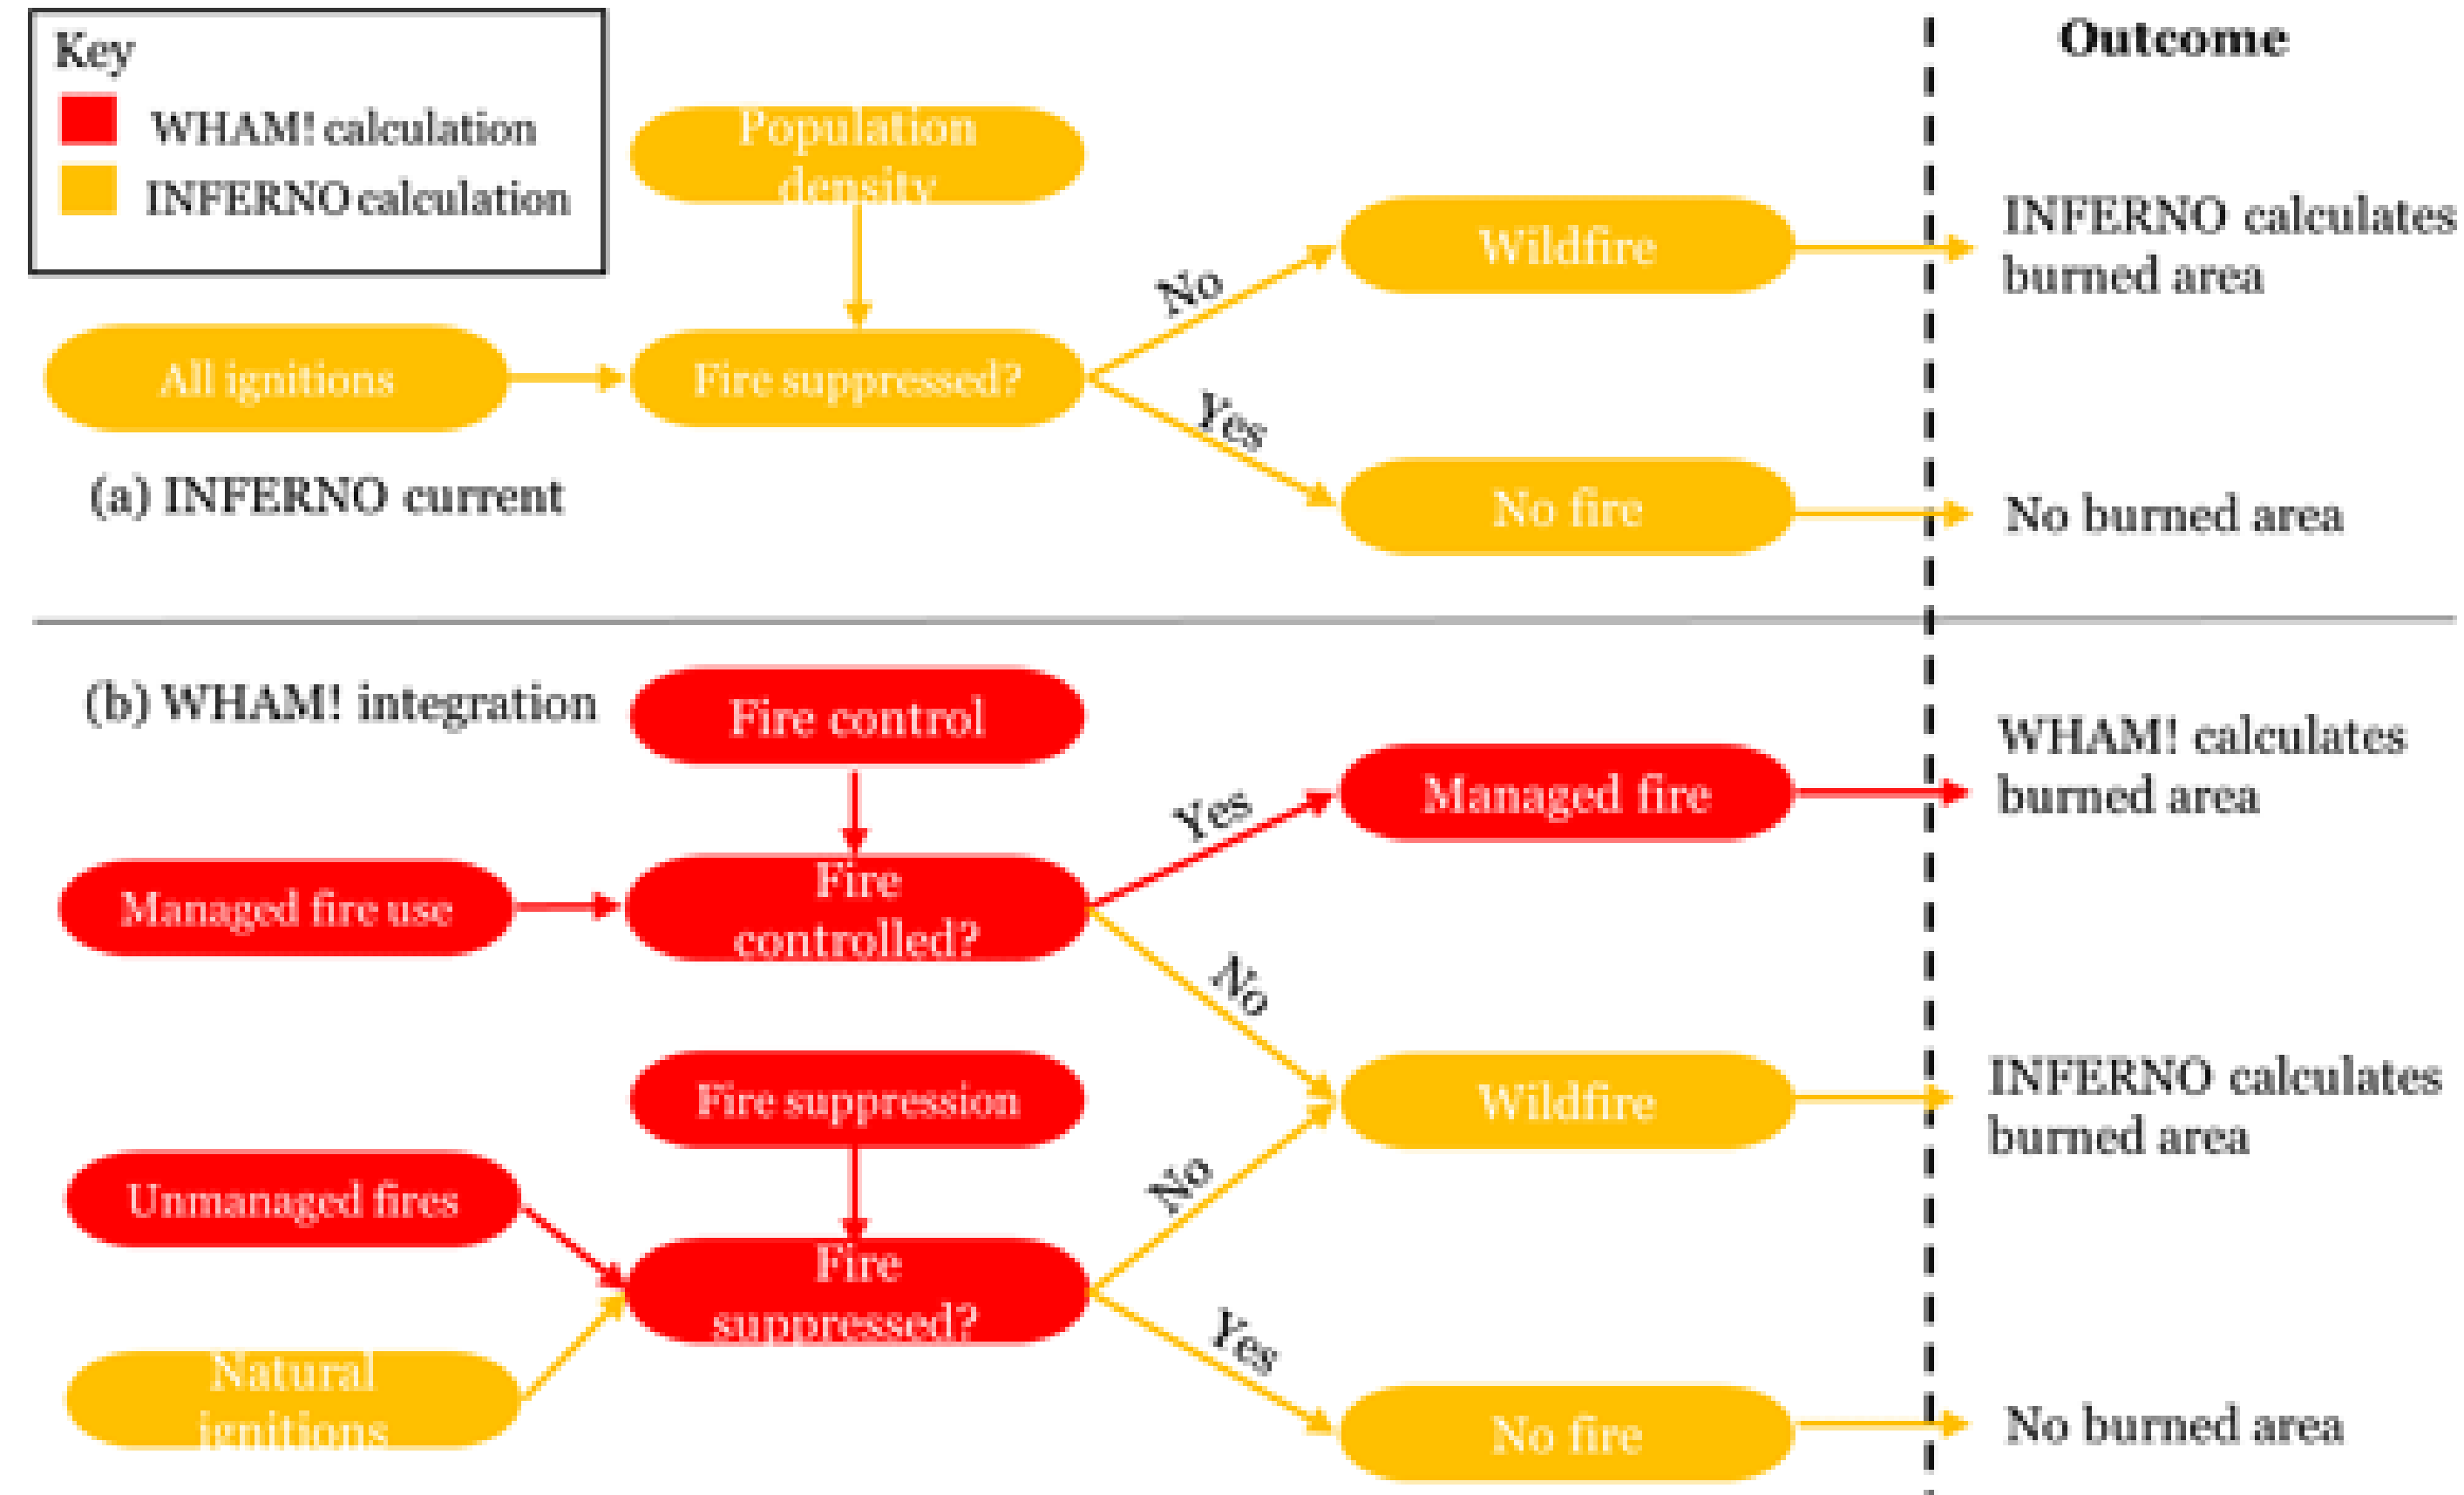 Key
WHAM! calculation
INFERNO calculation
Outcome
Population
density
All ignitions
Fire suppressed?
No
Yes
Wildfire
No fire
INFERNO calculates
burned area
No burned area
(a) INFERNO current
(b) WHAM! integration
Fire control
Managed fire use
Fire
controlled?
Yes
No
Managed fire
WHAM! calculates
burned area
Fire suppression
Unmanaged fires
Fire
suppressed?
Natural
ignitions
No
Yes
Wildfire
INFERNO calculates
burned area
No fire
No burned area